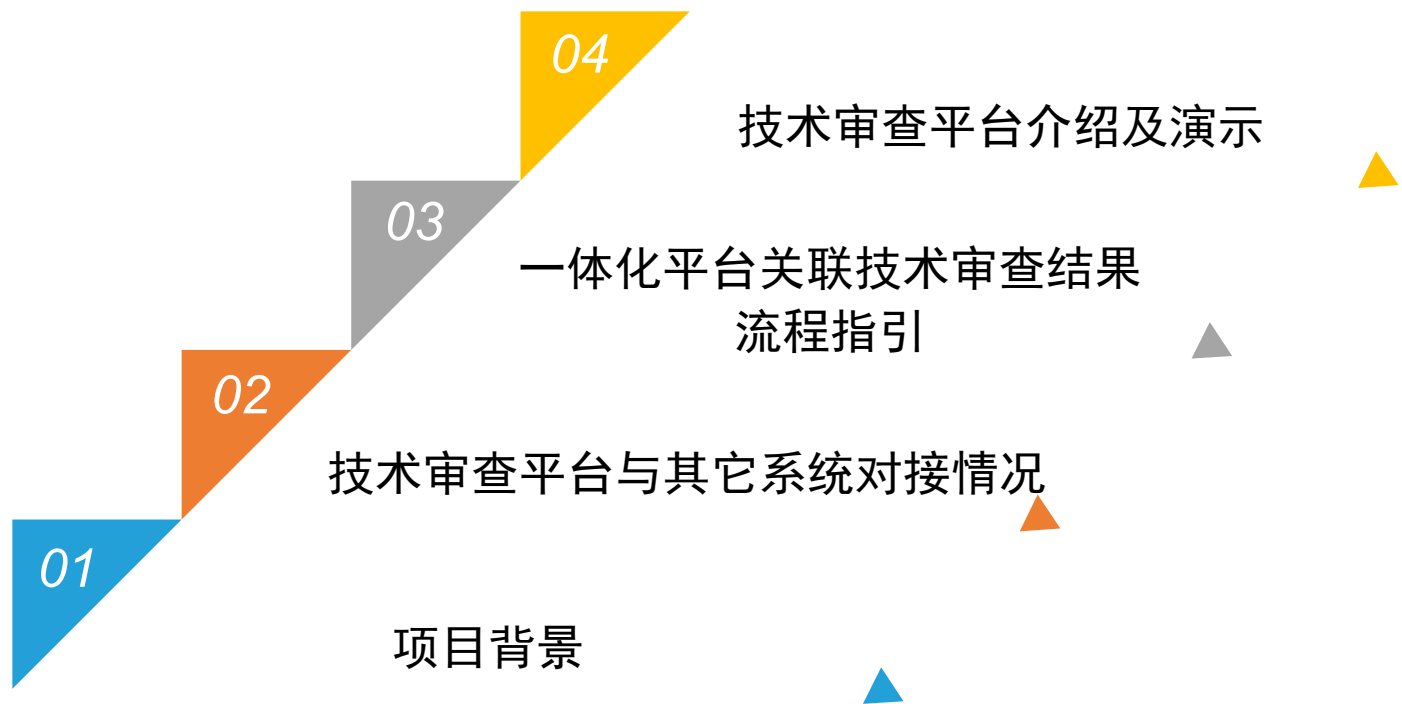 04
技术审查平台介绍及演示
03
一体化平台关联技术审查结果
流程指引
02
技术审查平台与其它系统对接情况
01
项目背景